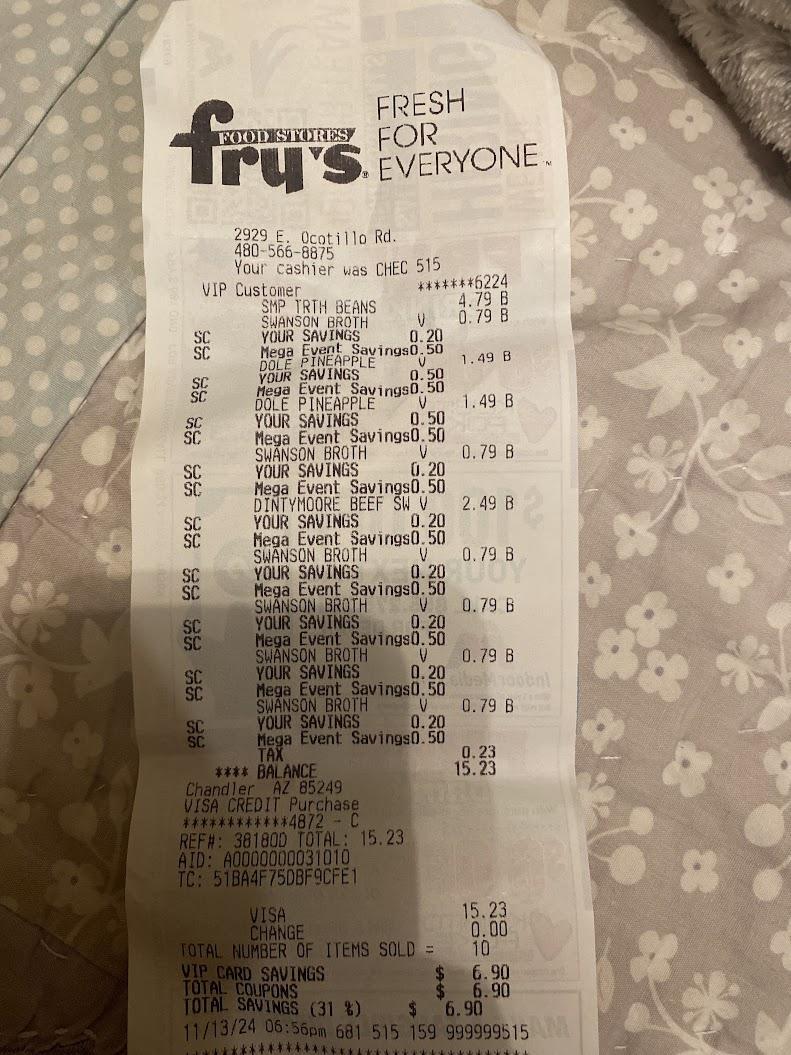 fry's
FOOD STORES
FRESH
FOR
EVERYONE™
2929 E. Ocotillo Rd.
480-566-8875
Your cashier was CHEC 515
VIP Customer *******6224
SMP TRTH BEANS 4.79 B
SWANSON BROTH V 0.79 B
SC YOUR SAVINGS 0.20
SC Mega Event Savings0.50
DOLE PINEAPPLE V 1.49 B
SC YOUR SAVINGS 0.50
SC Mega Event Savings0.50
DOLE PINEAPPLE V 1.49 B
SC YOUR SAVINGS 0.50
SC Mega Event Savings0.50
SWANSON BROTH V 0.79 B
SC YOUR SAVINGS 0.20
SC Mega Event Savings0.50
DINTYMOORE BEEF SW V 2.49 B
SC YOUR SAVINGS 0.20
SC Mega Event Savings0.50
SWANSON BROTH V 0.79 B
SC YOUR SAVINGS 0.20
SC Mega Event Savings0.50
SWANSON BROTH V 0.79 B
SC YOUR SAVINGS 0.20
SC Mega Event Savings0.50
SWANSON BROTH V 0.79 B
SC YOUR SAVINGS 0.20
SC Mega Event Savings0.50
SWANSON BROTH V 0.79 B
SC YOUR SAVINGS 0.20
SC Mega Event Savings0.50
TAX 0.23
**** BALANCE 15.23
Chandler AZ 85249
VISA CREDIT Purchase
************4872 - C
REF#: 38180D TOTAL: 15.23
AID: A0000000031010
TC: 51BA4F75DBF9CFE1
VISA 15.23
CHANGE 0.00
TOTAL NUMBER OF ITEMS SOLD = 10
VIP CARD SAVINGS $ 6.90
TOTAL COUPONS $ 6.90
TOTAL SAVINGS (31 %) $ 6.90
11/13/24 06:56pm 681 515 159 999999515